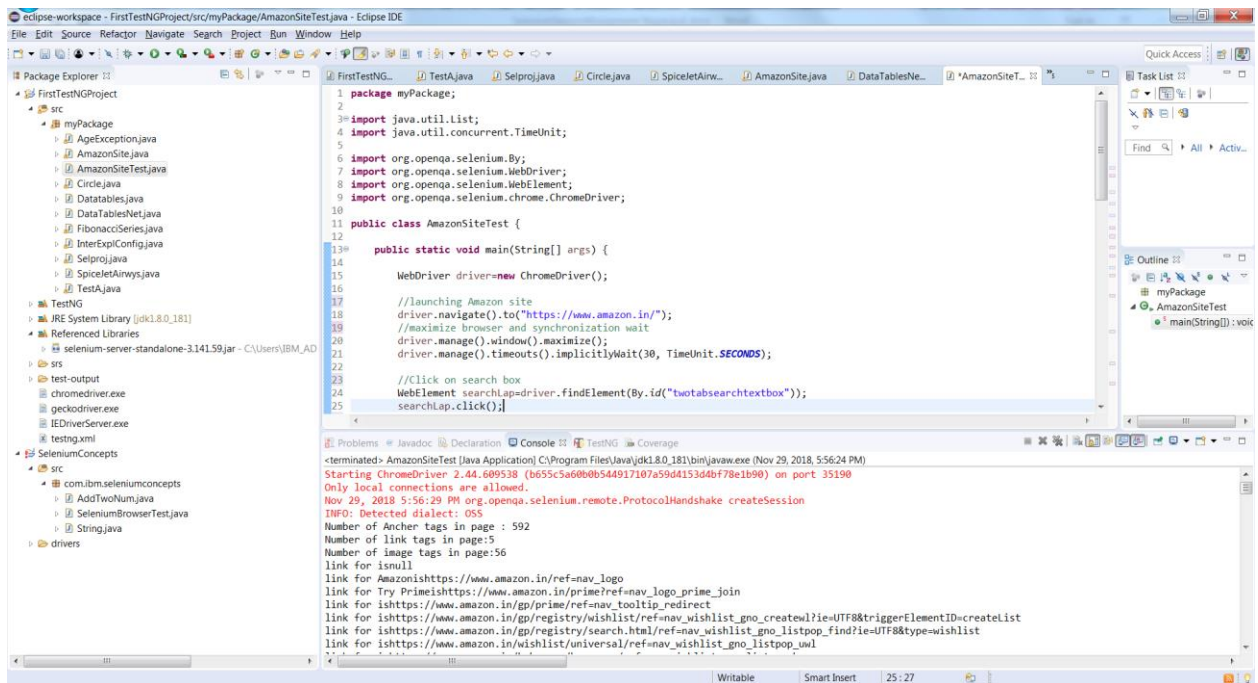 eclipse-workspace - FirstTestNGProject/src/myPackage/AmazonSiteTest.java - Eclipse IDE
File Edit Source Refactor Navigate Search Project Run Window Help
Quick Access
Package Explorer
FirstTestNGProject
src
myPackage
AgeException.java
AmazonSite.java
AmazonSiteTest.java
Circle.java
Datatables.java
DataTablesNet.java
FibonacciSeries.java
InterExplConfig.java
Selproj.java
SpiceJetAirwys.java
TestA.java
TestNG
JRE System Library [jdk1.8.0_181]
Referenced Libraries
selenium-server-standalone-3.141.59.jar - C:\Users\IBM_AD
srs
test-output
chromedriver.exe
geckodriver.exe
IEDriverServer.exe
testng.xml
SeleniumConcepts
src
com.ibm.seleniumconcepts
AddTwoNum.java
SeleniumBrowserTest.java
String.java
drivers
FirstTestNG... TestA.java Selproj.java Circle.java SpiceJetAirw... AmazonSite.java DataTablesNe... *AmazonSiteT...
1 package myPackage;
2
3 import java.util.List;
4 import java.util.concurrent.TimeUnit;
5
6 import org.openqa.selenium.By;
7 import org.openqa.selenium.WebDriver;
8 import org.openqa.selenium.WebElement;
9 import org.openqa.selenium.chrome.ChromeDriver;
10
11 public class AmazonSiteTest {
12
13 public static void main(String[] args) {
14
15 WebDriver driver=new ChromeDriver();
16
17 //launching Amazon site
18 driver.navigate().to("https://www.amazon.in/");
19 //maximize browser and synchronization wait
20 driver.manage().window().maximize();
21 driver.manage().timeouts().implicitlyWait(30, TimeUnit.SECONDS);
22
23 //Click on search box
24 WebElement searchLap=driver.findElement(By.id("twotabsearchtextbox"));
25 searchLap.click();
Task List
Find All Activ...
Outline
myPackage
AmazonSiteTest
main(String[]) : void
Problems Javadoc Declaration Console TestNG Coverage
<terminated> AmazonSiteTest [Java Application] C:\Program Files\Java\jdk1.8.0_181\bin\javaw.exe (Nov 29, 2018, 5:56:24 PM)
Starting ChromeDriver 2.44.609538 (b655c5a60b0b544917107a59d4153d4bf78e1b90) on port 35190
Only local connections are allowed.
Nov 29, 2018 5:56:29 PM org.openqa.selenium.remote.ProtocolHandshake createSession
INFO: Detected dialect: OSS
Number of Ancher tags in page : 592
Number of link tags in page:5
Number of image tags in page:56
link for isnull
link for Amazonishttps://www.amazon.in/ref=nav_logo
link for Try Primeishttps://www.amazon.in/prime?ref=nav_logo_prime_join
link for ishttps://www.amazon.in/gp/prime/ref=nav_tooltip_redirect
link for ishttps://www.amazon.in/gp/registry/wishlist/ref=nav_wishlist_gno_createwl?ie=UTF8&triggerElementID=createList
link for ishttps://www.amazon.in/gp/registry/search.html/ref=nav_wishlist_gno_listpop_find?ie=UTF8&type=wishlist
link for ishttps://www.amazon.in/wishlist/universal/ref=nav_wishlist_gno_listpop_uwl
Writable Smart Insert 25 : 27